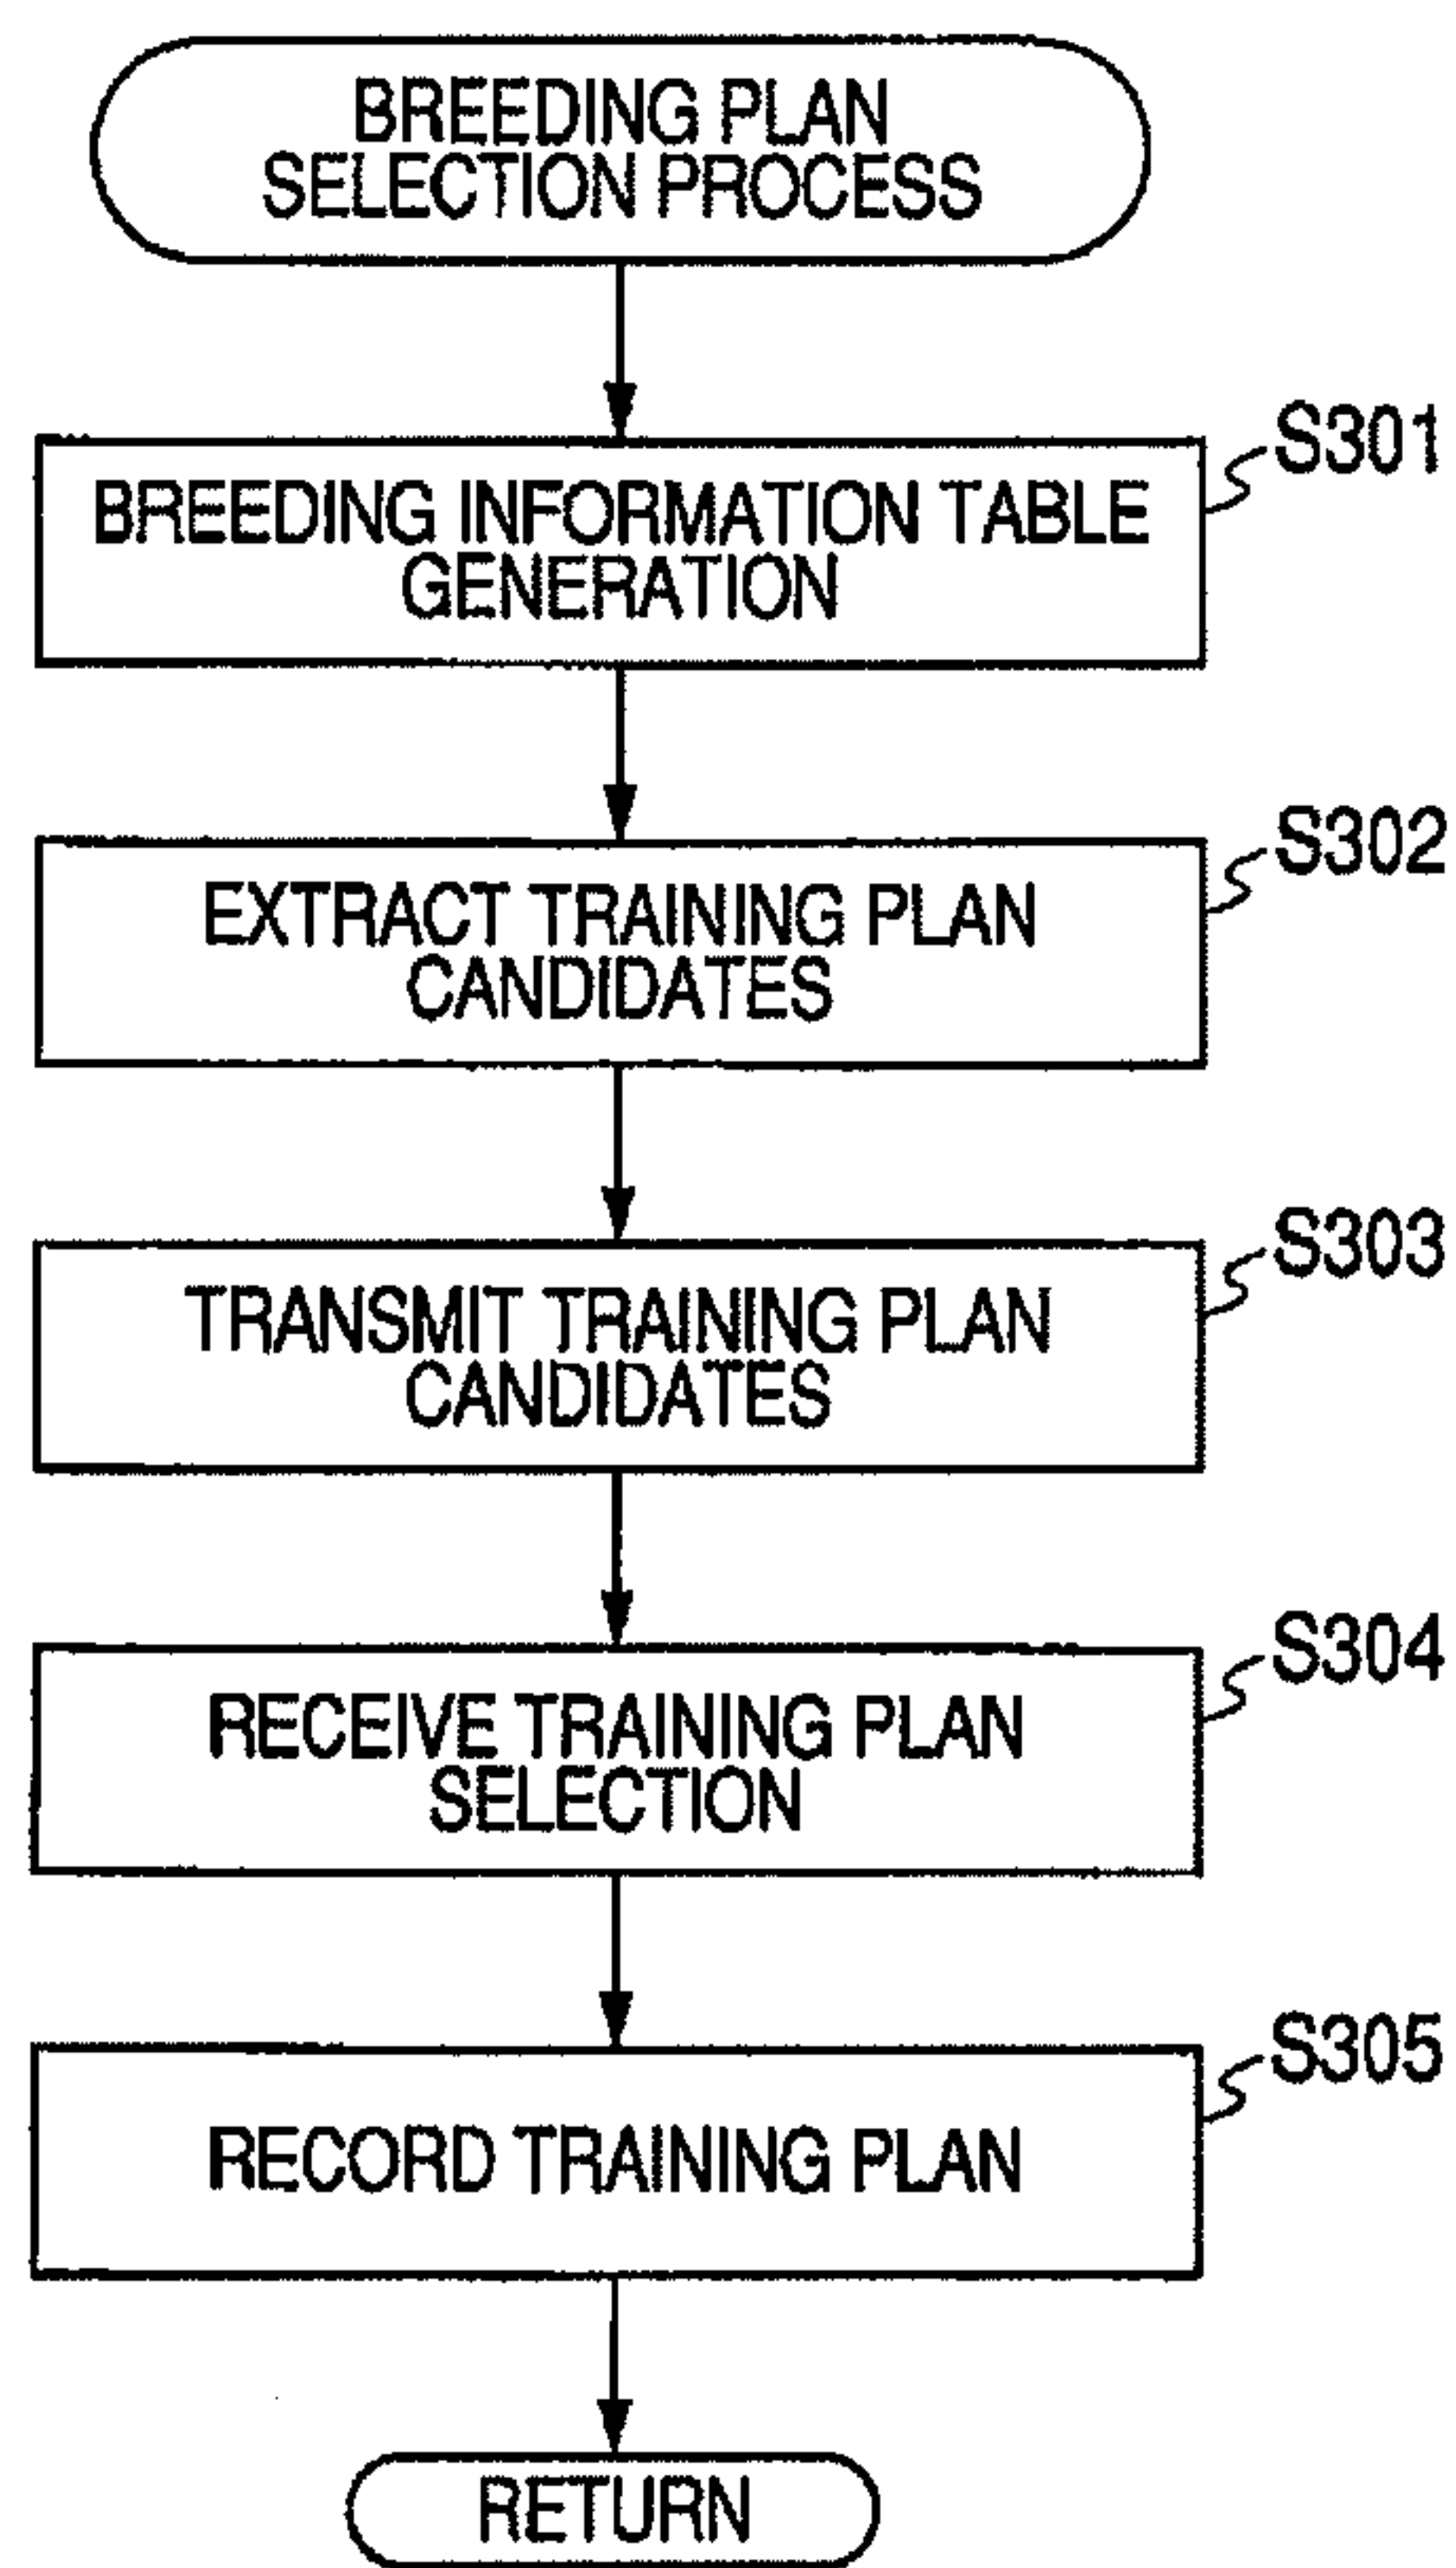 BREEDING PLAN
SELECTION PROCESS
S301
BREEDING INFORMATION TABLE
GENERATION
S302
EXTRACT TRAINING PLAN
CANDIDATES
S303
TRANSMIT TRAINING PLAN
CANDIDATES
S304
RECEIVE TRAINING PLAN
SELECTION
S305
RECORD TRAINING PLAN
RETURN